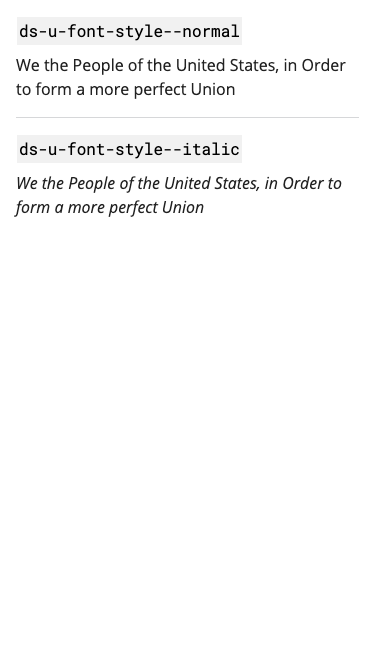 ds-u-font-style--normal
We the People of the United States, in Order
to form a more perfect Union
ds-u-font-style--italic
We the People of the United States, in Order to
form a more perfect Union